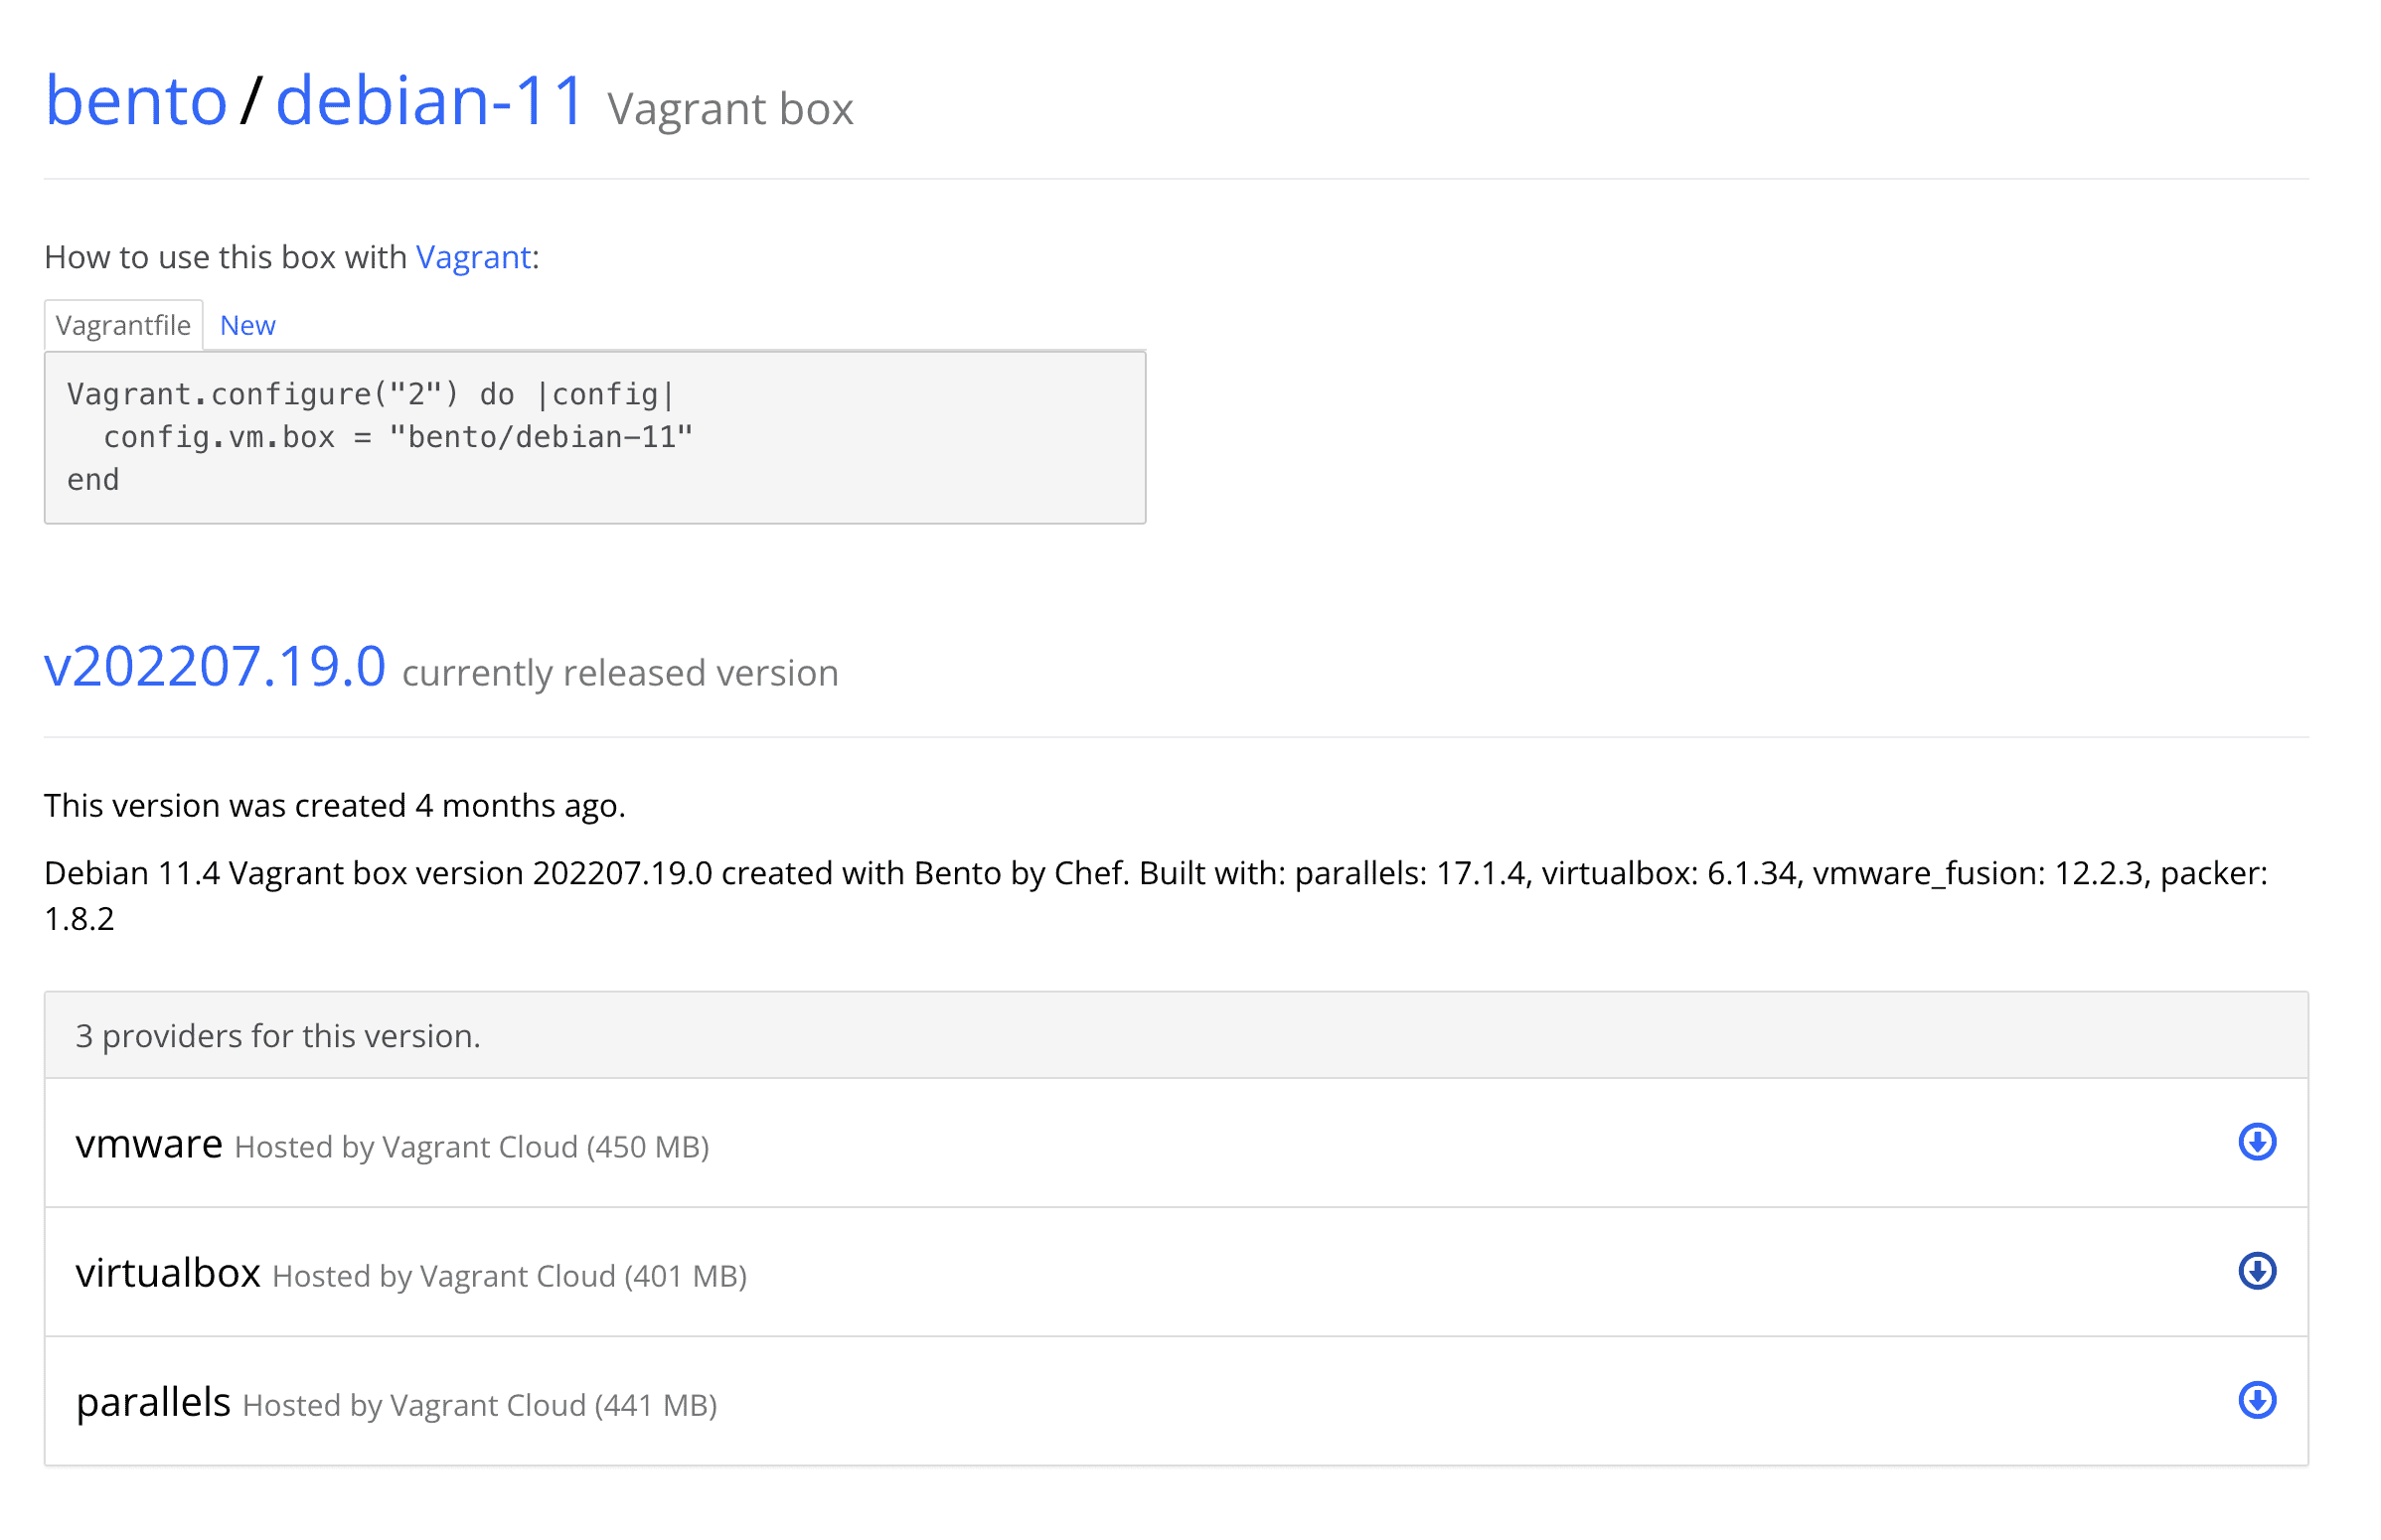 bento / debian-11 Vagrant box
How to use this box with Vagrant:
Vagrantfile New
Vagrant.configure("2") do |config|
  config.vm.box = "bento/debian-11"
end
v202207.19.0 currently released version
This version was created 4 months ago.
Debian 11.4 Vagrant box version 202207.19.0 created with Bento by Chef. Built with: parallels: 17.1.4, virtualbox: 6.1.34, vmware_fusion: 12.2.3, packer:
1.8.2
3 providers for this version.
vmware Hosted by Vagrant Cloud (450 MB)
virtualbox Hosted by Vagrant Cloud (401 MB)
parallels Hosted by Vagrant Cloud (441 MB)